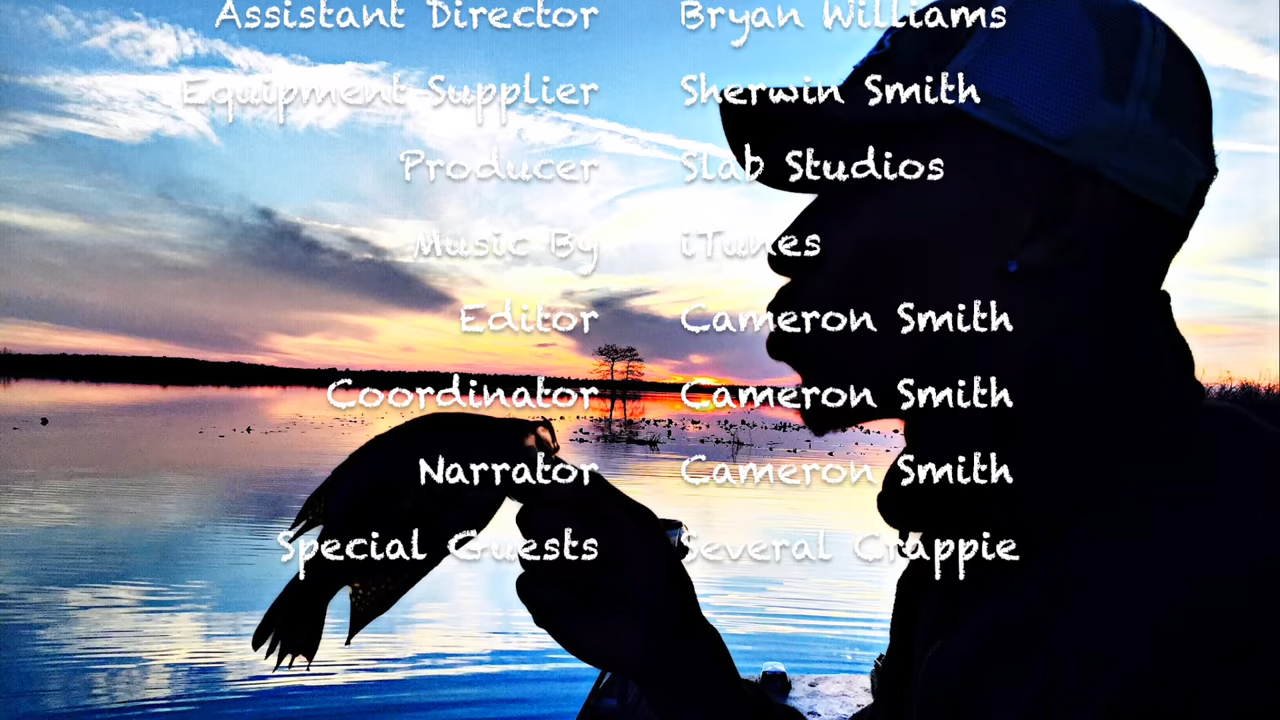 Assistant Director Bryan Williams
Equipment Supplier Sherwin Smith
Producer Slab Studios
Music By iTunes
Editor Cameron Smith
Coordinator Cameron Smith
Narrator Cameron Smith
Special Guests Several Crappie